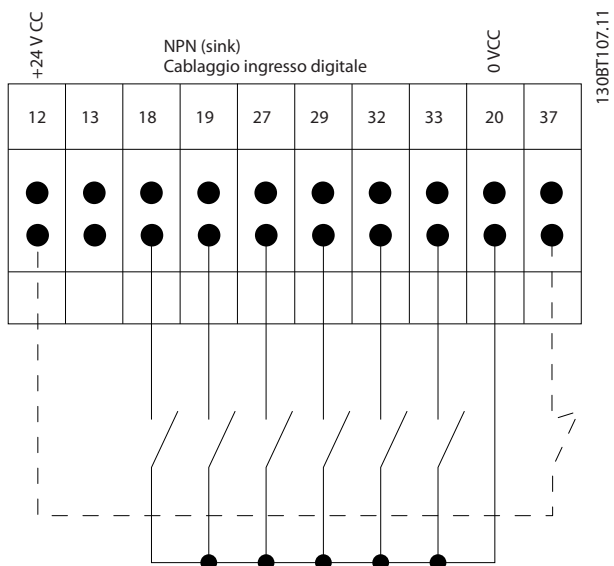 +24 V CC
NPN (sink)
Cablaggio ingresso digitale
0 VCC
130BT107.11
12 13 18 19 27 29 32 33 20 37